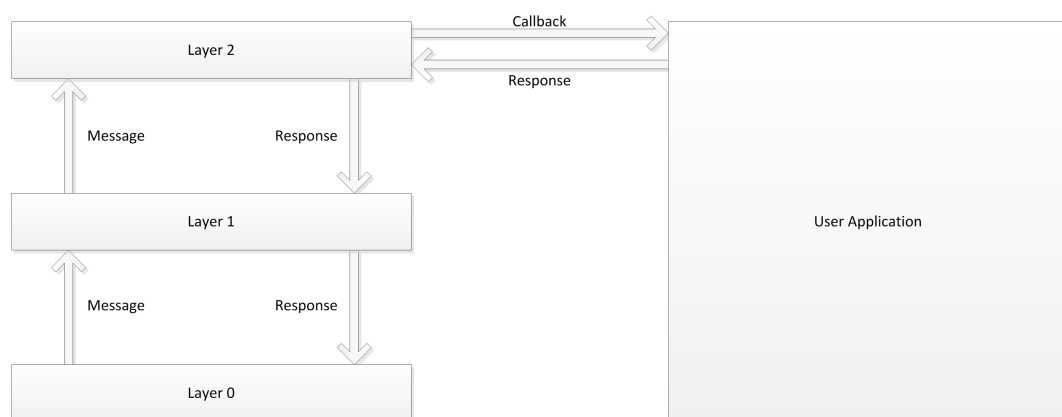 Callback
Layer 2
Response
Message
Response
Layer 1
User Application
Message
Response
Layer 0